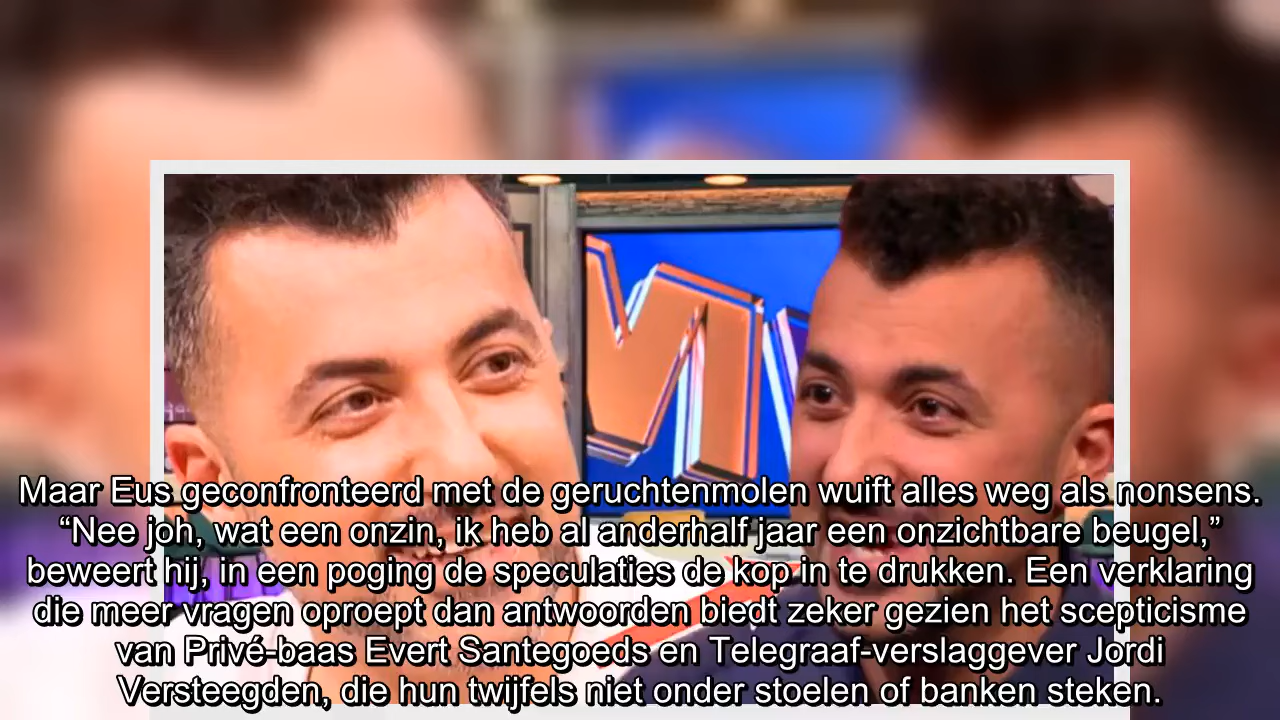 Maar Eus geconfronteerd met de geruchtenmolen wuift alles weg als nonsens.
“Nee joh, wat een onzin, ik heb al anderhalf jaar een onzichtbare beugel,”
beweert hij, in een poging de speculaties de kop in te drukken. Een verklaring
die meer vragen oproept dan antwoorden biedt zeker gezien het scepticisme
van Privé-baas Evert Santegoeds en Telegraaf-verslaggever Jordi
Versteegden, die hun twijfels niet onder stoelen of banken steken.